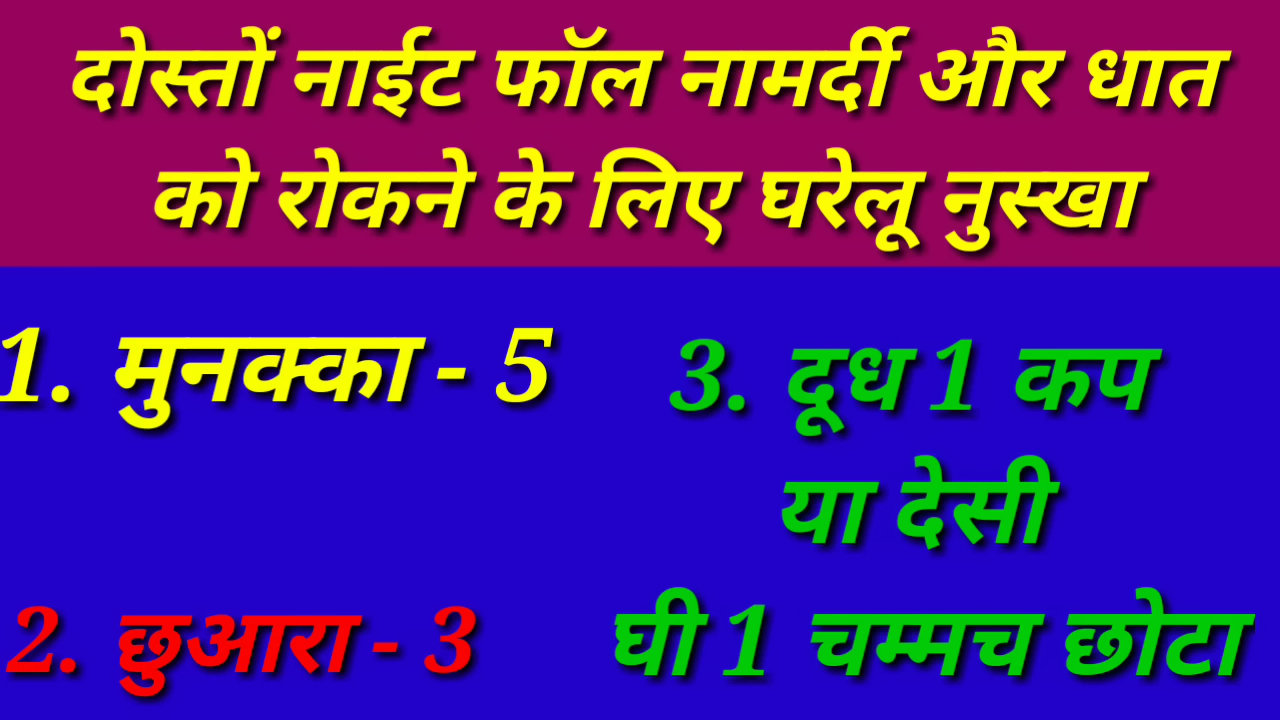 दोस्तों नाईट फॉल नामर्दी और धात
को रोकने के लिए घरेलू नुस्खा
1. मुनक्का - 5
2. छुआरा - 3
3. दूध 1 कप
या देसी
घी 1 चम्मच छोटा